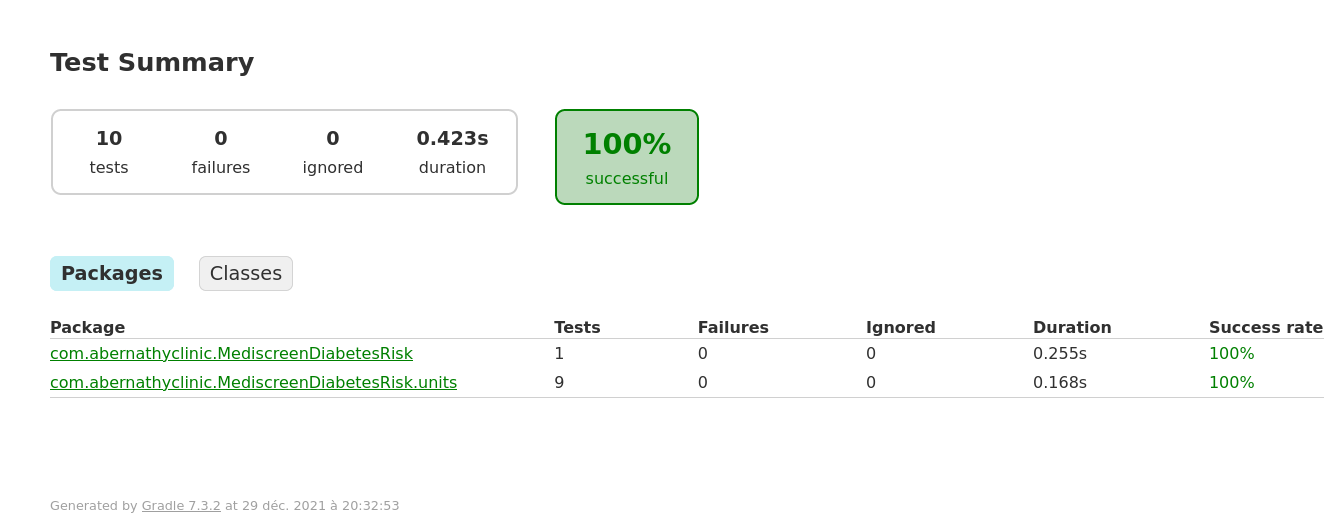 Test Summary
10 0 0 0.423s
tests failures ignored duration
100%
successful
Packages Classes
Package Tests Failures Ignored Duration Success rate
com.abernathyclinic.MediscreenDiabetesRisk 1 0 0 0.255s 100%
com.abernathyclinic.MediscreenDiabetesRisk.units 9 0 0 0.168s 100%
Generated by Gradle 7.3.2 at 29 déc. 2021 à 20:32:53